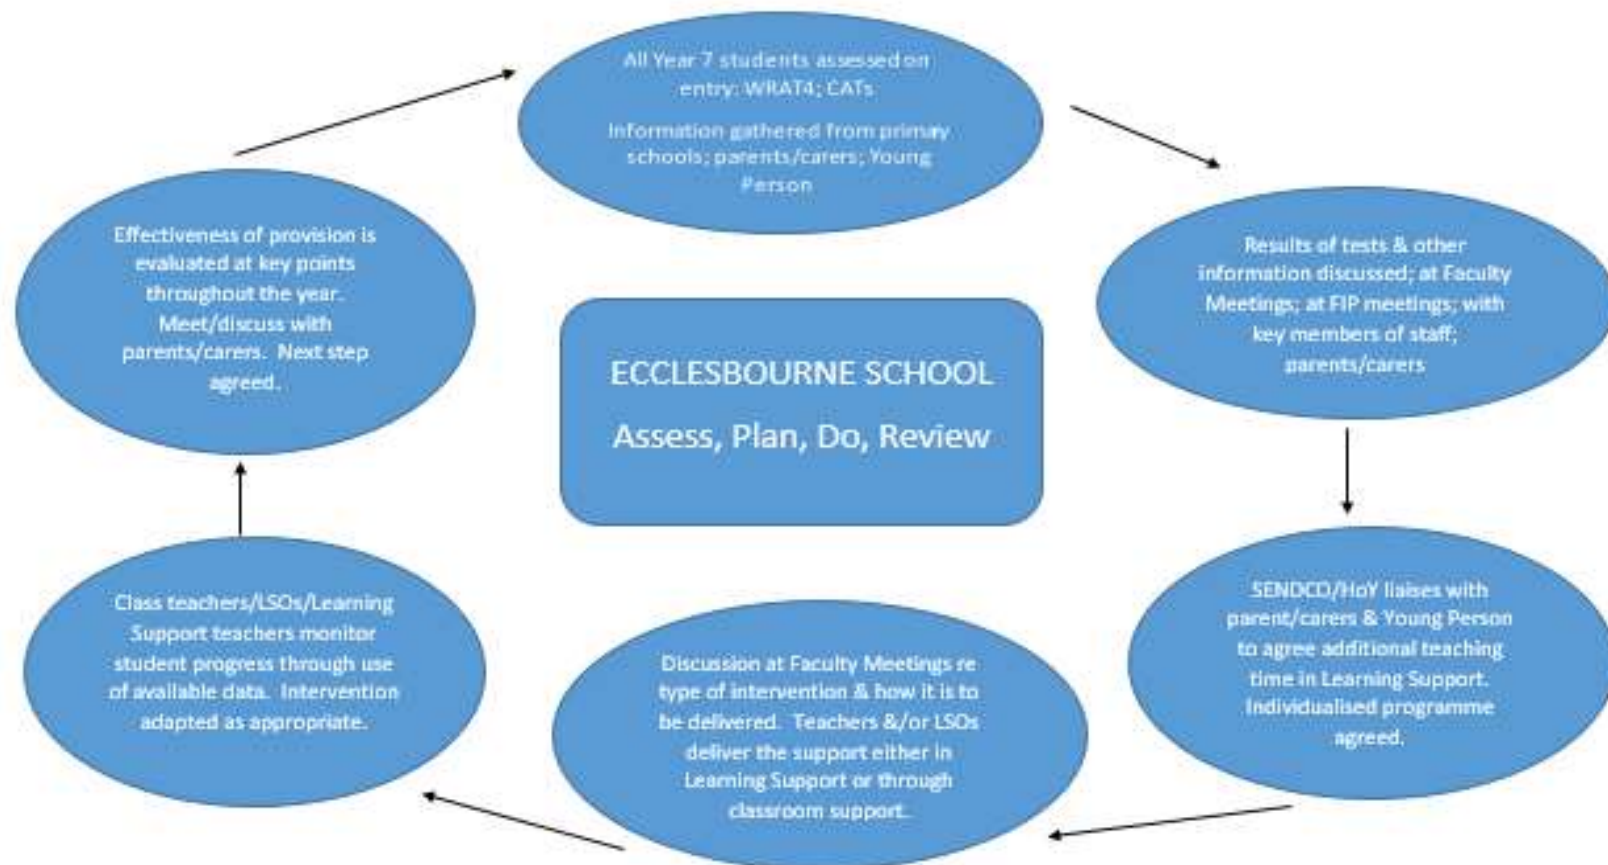 All Year 7 students assessed on
entry: WRAT4; CATs
Information gathered from primary
schools; parents/carers; Young
Person
Results of tests & other
information discussed; at Faculty
Meetings; at FIP meetings; with
key members of staff;
parents/carers
SENDCO/HoY liaises with
parent/carers & Young Person
to agree additional teaching
time in Learning Support.
Individualised programme
agreed.
Discussion at Faculty Meetings re
type of intervention & how it is to
be delivered. Teachers &/or LSOs
deliver the support either in
Learning Support or through
classroom support.
Class teachers/LSOs/Learning
Support teachers monitor
student progress through use
of available data. Intervention
adapted as appropriate.
Effectiveness of provision is
evaluated at key points
throughout the year.
Meet/discuss with
parents/carers. Next step
agreed.
ECCLESBOURNE SCHOOL
Assess, Plan, Do, Review